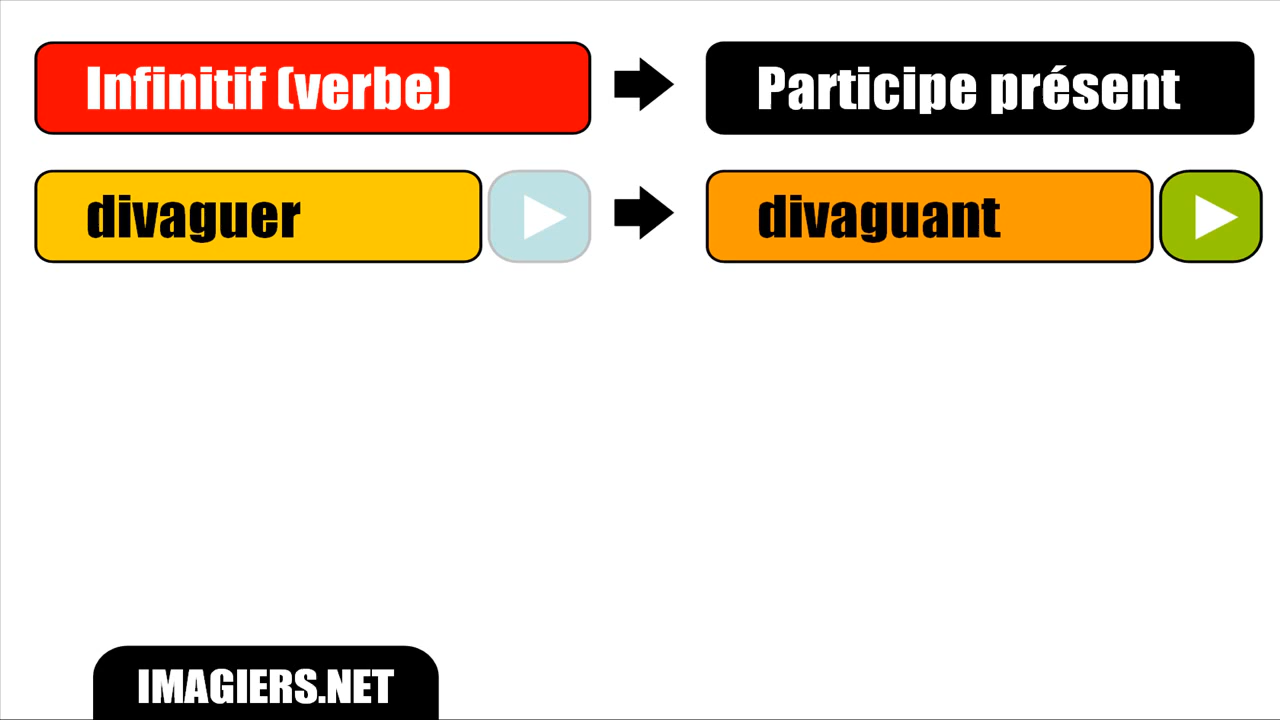 Infinitif (verbe)
Participe présent
divaguer
divaguant
IMAGIERS.NET